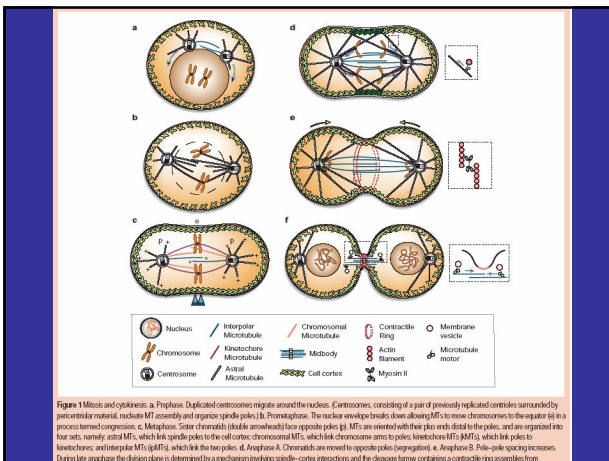 a
d
b
e
c
e
f
p +
p
+
Nucleus
Interpolar
Microtubule
Chromosomal
Microtubule
Contractile
Ring
Membrane
vesicle
Chromosome
Kinetochore
Microtubule
Midbody
Actin
filament
Microtubule
motor
Centrosome
Astral
Microtubule
Cell cortex
Myosin II
Figure 1 Mitosis and cytokinesis. a. Prophase. Duplicated centrosomes migrate around the nucleus. (Centrosomes, consisting of a pair of previously replicated centrioles surrounded by
pericentriolar material, nucleate MT assembly and organize spindle poles.) b. Prometaphase. The nuclear envelope breaks down allowing MTs to move chromosomes to the equator (e) in a
process termed congression. c. Metaphase. Sister chromatids (double arrowheads) face opposite poles (p). MTs are oriented with their plus ends distal to the poles, and are organized into
four sets, namely: astral MTs, which link spindle poles to the cell cortex; chromosomal MTs, which link chromosome arms to poles; kinetochore MTs (kMTs), which link poles to
kinetochores; and interpolar MTs (ipMTs), which link the two poles. d. Anaphase A. Chromatids are moved to opposite poles (segregation). e. Anaphase B. Pole–pole spacing increases.
During late anaphase the division plane is determined by a mechanism involving spindle–cortex interactions and the cleavage furrow containing a contractile ring assembles from